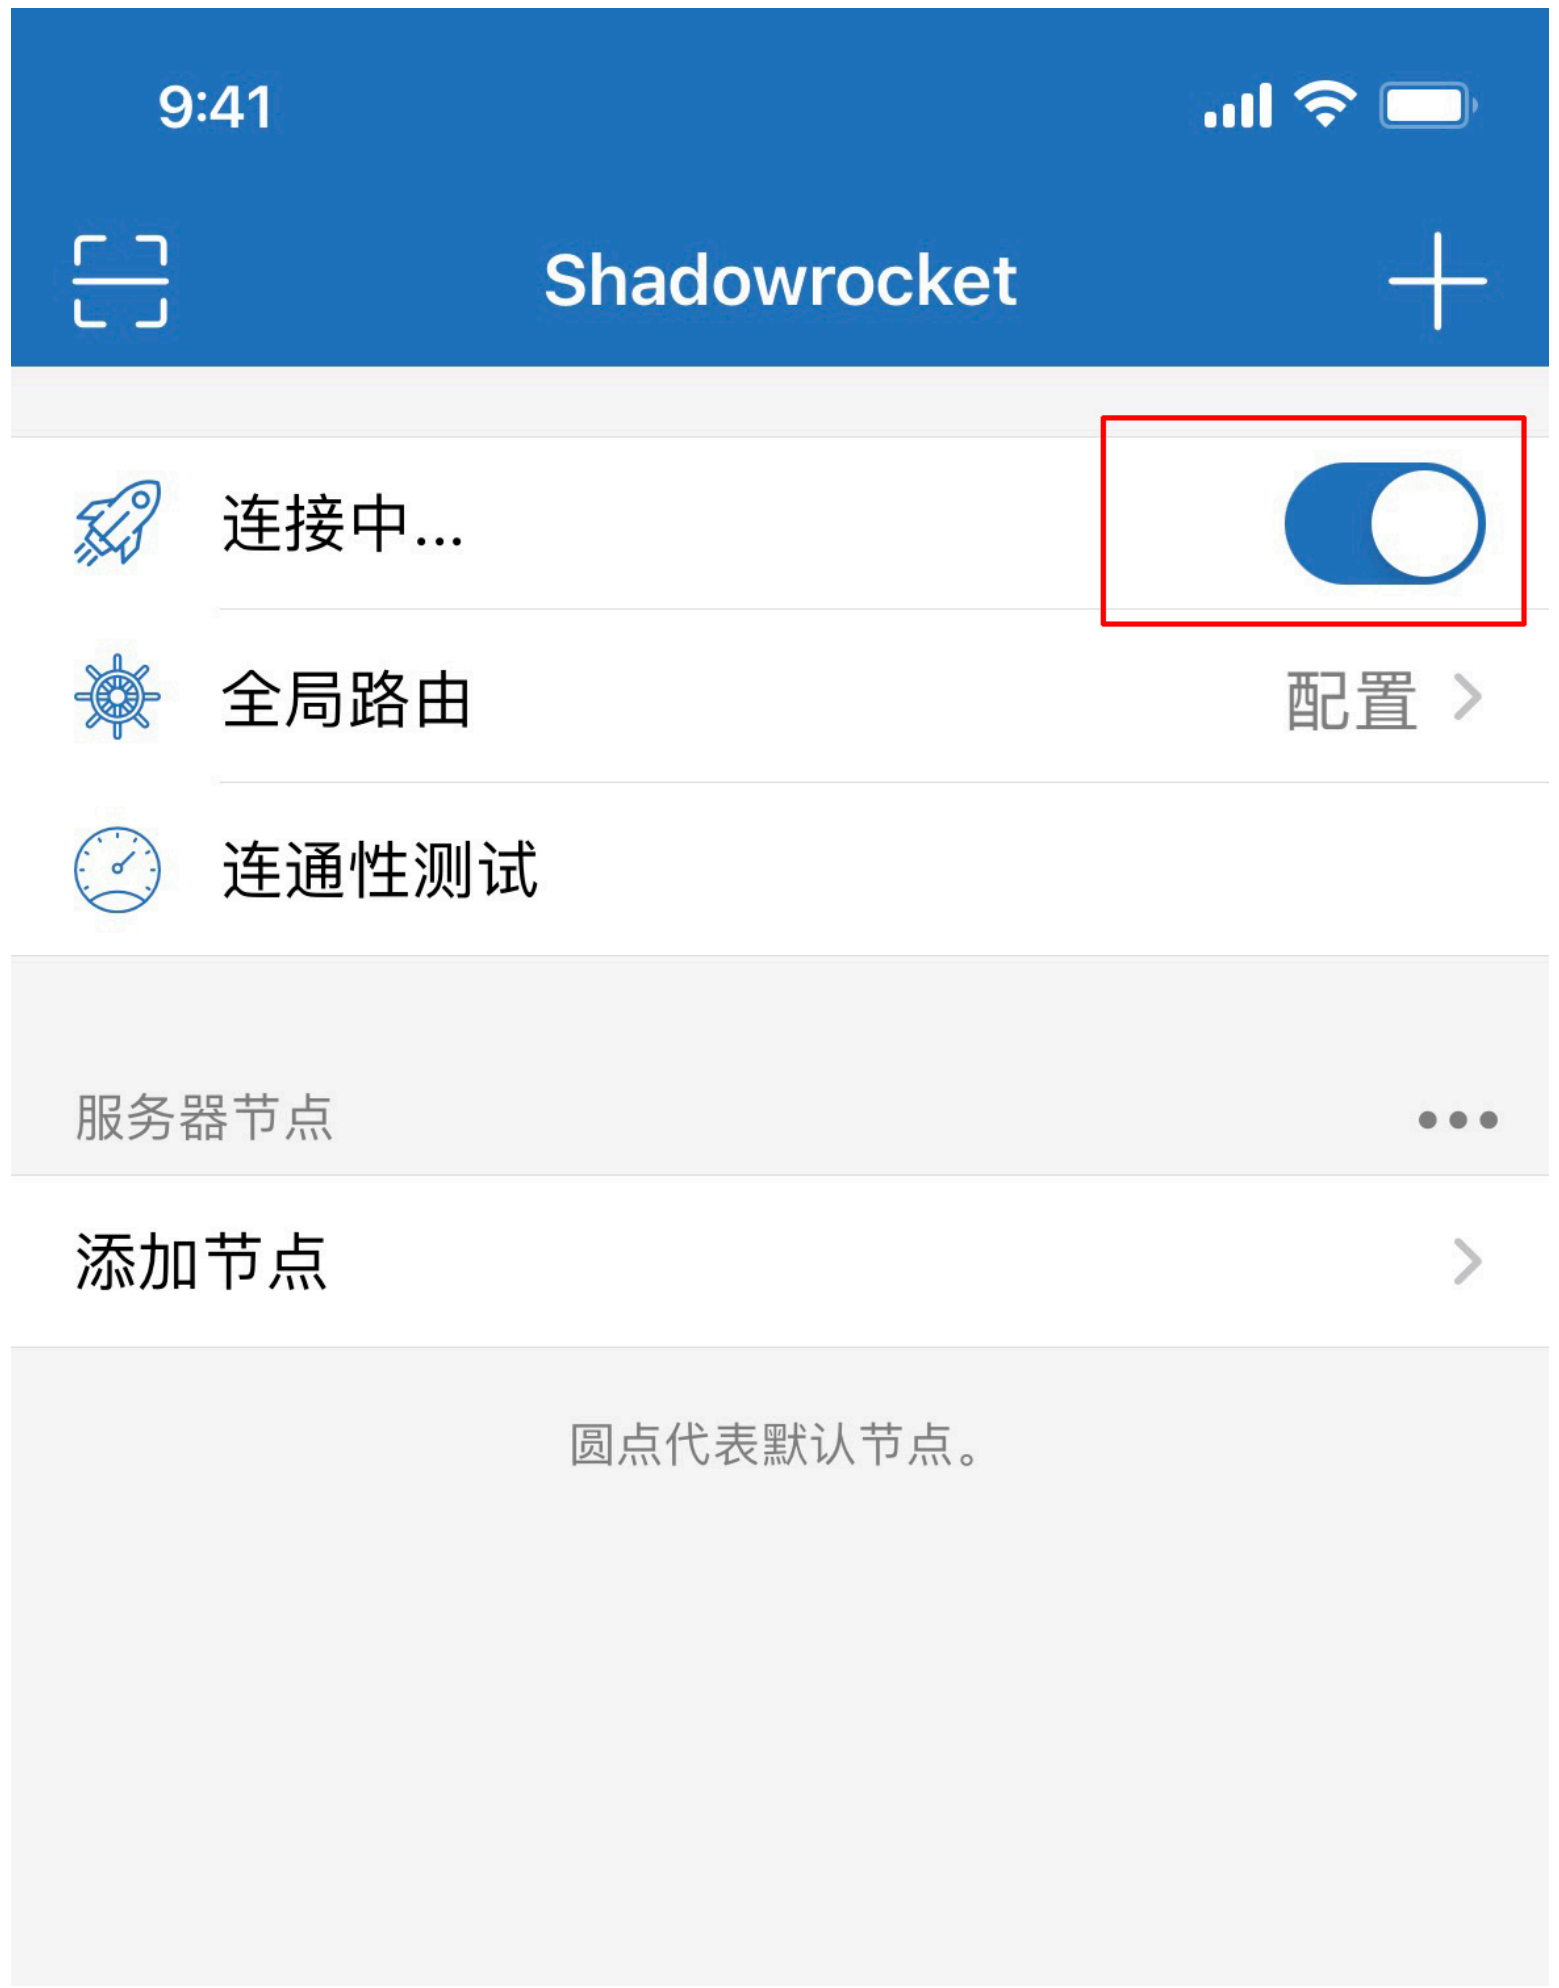 9:41
Shadowrocket
连接中...
全局路由
配置
连通性测试
服务器节点
添加节点
圆点代表默认节点。